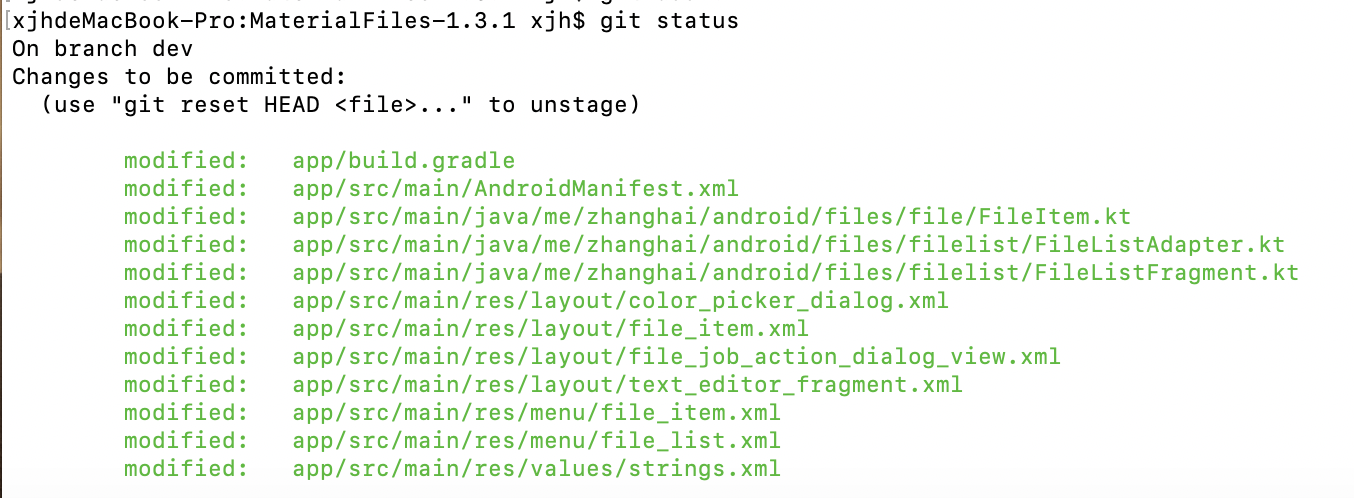 [xjhdeMacBook-Pro:MaterialFiles-1.3.1 xjh$ git status
On branch dev
Changes to be committed:
  (use "git reset HEAD <file>..." to unstage)
        modified:   app/build.gradle
        modified:   app/src/main/AndroidManifest.xml
        modified:   app/src/main/java/me/zhanghai/android/files/file/FileItem.kt
        modified:   app/src/main/java/me/zhanghai/android/files/filelist/FileListAdapter.kt
        modified:   app/src/main/java/me/zhanghai/android/files/filelist/FileListFragment.kt
        modified:   app/src/main/res/layout/color_picker_dialog.xml
        modified:   app/src/main/res/layout/file_item.xml
        modified:   app/src/main/res/layout/file_job_action_dialog_view.xml
        modified:   app/src/main/res/layout/text_editor_fragment.xml
        modified:   app/src/main/res/menu/file_item.xml
        modified:   app/src/main/res/menu/file_list.xml
        modified:   app/src/main/res/values/strings.xml